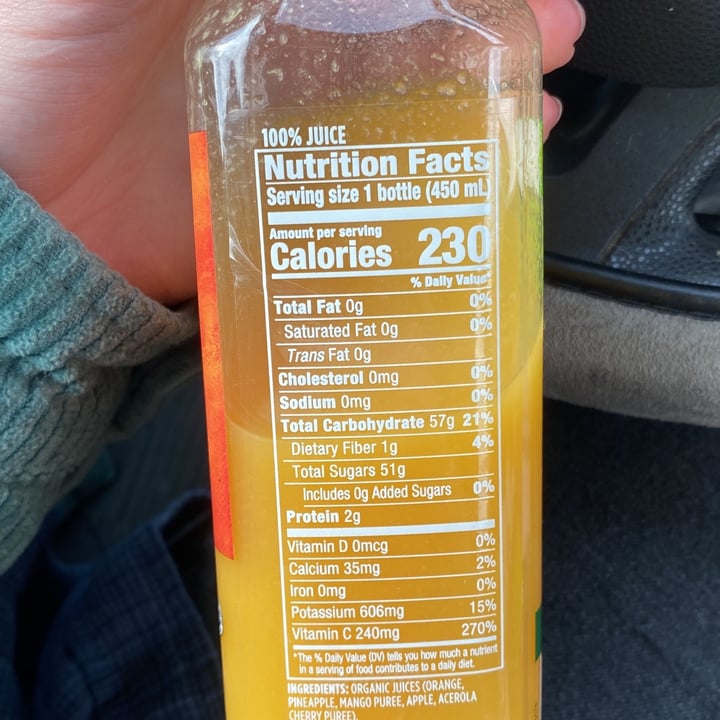 100% JUICE
Nutrition Facts
Serving size 1 bottle (450 mL)
Amount per serving
Calories 230
% Daily Value*
Total Fat 0g 0%
Saturated Fat 0g 0%
Trans Fat 0g
Cholesterol 0mg 0%
Sodium 0mg 0%
Total Carbohydrate 57g 21%
Dietary Fiber 1g 4%
Total Sugars 51g
Includes 0g Added Sugars 0%
Protein 2g
Vitamin D 0mcg 0%
Calcium 35mg 2%
Iron 0mg 0%
Potassium 606mg 15%
Vitamin C 240mg 270%
*The % Daily Value (DV) tells you how much a nutrient
in a serving of food contributes to a daily diet.
INGREDIENTS: ORGANIC JUICES (ORANGE,
PINEAPPLE, MANGO PUREE, APPLE, ACEROLA
CHERRY PUREE).